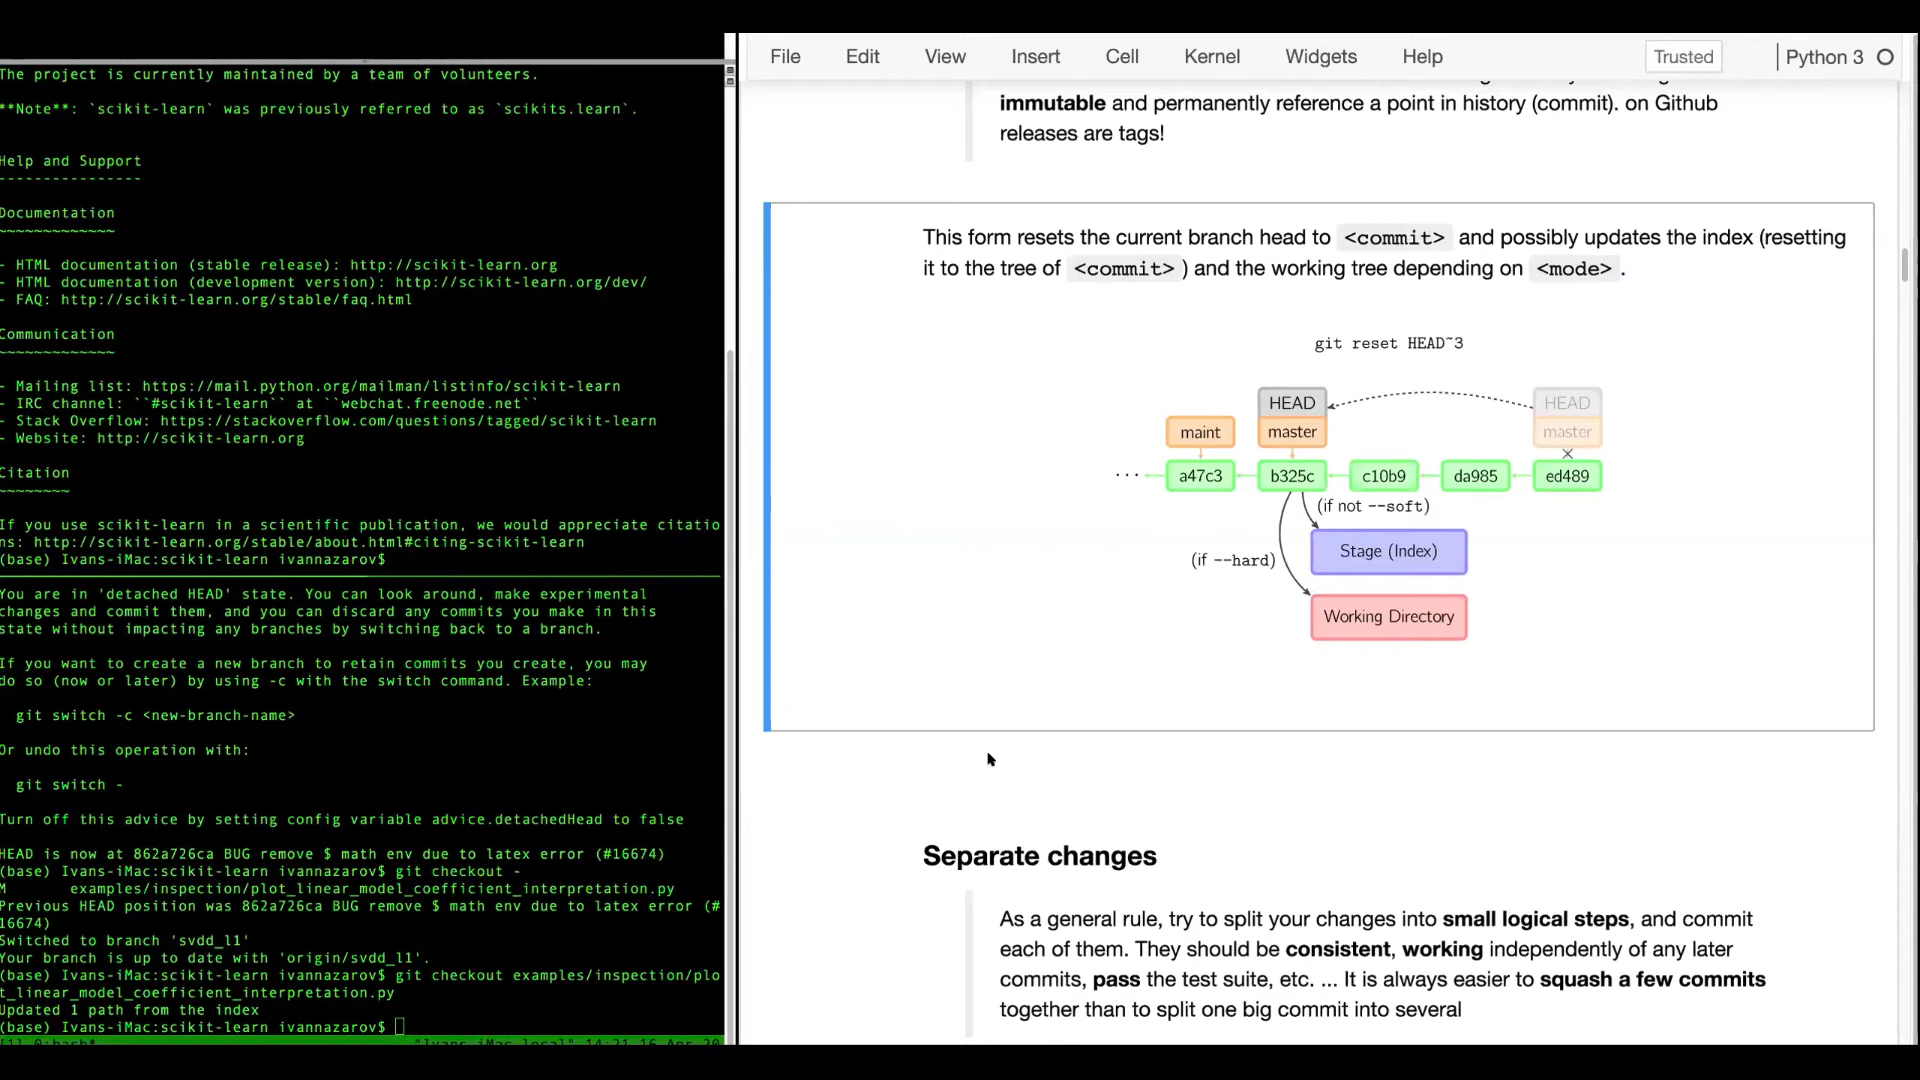 The project is currently maintained by a team of volunteers.
**Note**: `scikit-learn` was previously referred to as `scikits.learn`.
Help and Support
----------------
Documentation
~~~~~~~~~~~~~
- HTML documentation (stable release): http://scikit-learn.org
- HTML documentation (development version): http://scikit-learn.org/dev/
- FAQ: http://scikit-learn.org/stable/faq.html
Communication
~~~~~~~~~~~~~
- Mailing list: https://mail.python.org/mailman/listinfo/scikit-learn
- IRC channel: ``#scikit-learn`` at ``webchat.freenode.net``
- Stack Overflow: https://stackoverflow.com/questions/tagged/scikit-learn
- Website: http://scikit-learn.org
Citation
~~~~~~~~
If you use scikit-learn in a scientific publication, we would appreciate citatio
ns: http://scikit-learn.org/stable/about.html#citing-scikit-learn
(base) Ivans-iMac:scikit-learn ivannazarov$
You are in 'detached HEAD' state. You can look around, make experimental
changes and commit them, and you can discard any commits you make in this
state without impacting any branches by switching back to a branch.
If you want to create a new branch to retain commits you create, you may
do so (now or later) by using -c with the switch command. Example:
git switch -c <new-branch-name>
Or undo this operation with:
git switch -
Turn off this advice by setting config variable advice.detachedHead to false
HEAD is now at 862a726ca BUG remove $ math env due to latex error (#16674)
(base) Ivans-iMac:scikit-learn ivannazarov$ git checkout -
M examples/inspection/plot_linear_model_coefficient_interpretation.py
Previous HEAD position was 862a726ca BUG remove $ math env due to latex error (#
16674)
Switched to branch 'svdd_l1'
Your branch is up to date with 'origin/svdd_l1'.
(base) Ivans-iMac:scikit-learn ivannazarov$ git checkout examples/inspection/plo
t_linear_model_coefficient_interpretation.py
Updated 1 path from the index
(base) Ivans-iMac:scikit-learn ivannazarov$
File Edit View Insert Cell Kernel Widgets Help Trusted Python 3
immutable and permanently reference a point in history (commit). on Github
releases are tags!
This form resets the current branch head to <commit> and possibly updates the index (resetting
it to the tree of <commit> ) and the working tree depending on <mode> .
git reset HEAD~3
HEAD HEAD
maint master master
... a47c3 b325c c10b9 da985 ed489
(if not --soft)
Stage (Index)
(if --hard)
Working Directory
Separate changes
As a general rule, try to split your changes into small logical steps, and commit
each of them. They should be consistent, working independently of any later
commits, pass the test suite, etc. ... It is always easier to squash a few commits
together than to split one big commit into several